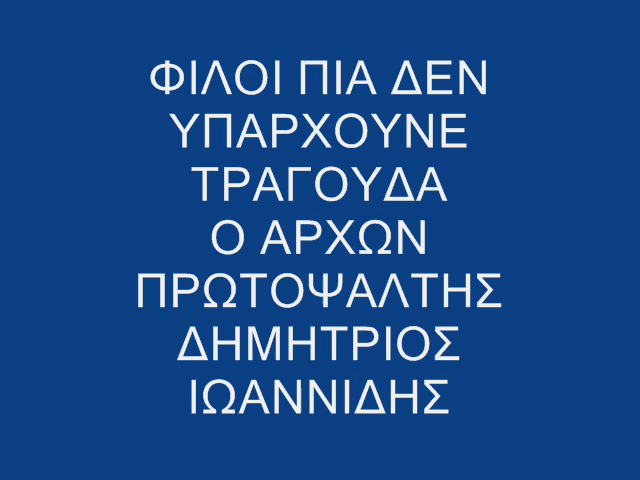 ΦΙΛΟΙ ΠΙΑ ΔΕΝ
ΥΠΑΡΧΟΥΝΕ
ΤΡΑΓΟΥΔΑ
Ο ΑΡΧΩΝ
ΠΡΩΤΟΨΑΛΤΗΣ
ΔΗΜΗΤΡΙΟΣ
ΙΩΑΝΝΙΔΗΣ